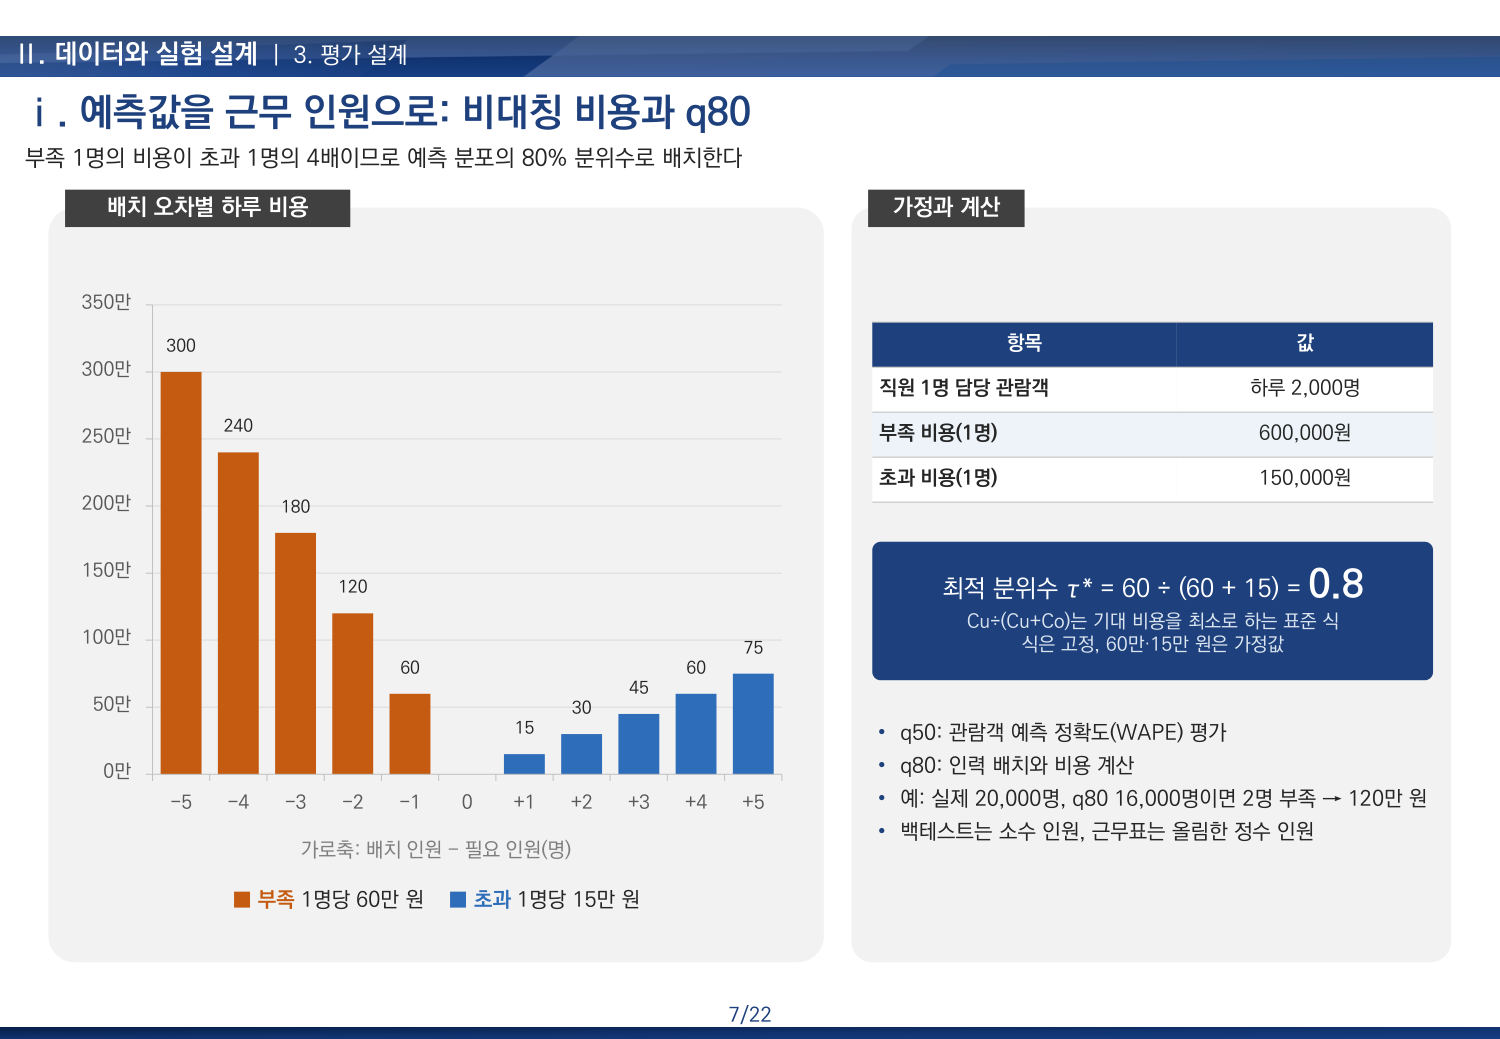 II. 데이터와 실험 설계 | 3. 평가 설계
ⅰ. 예측값을 근무 인원으로: 비대칭 비용과 q80
부족 1명의 비용이 초과 1명의 4배이므로 예측 분포의 80% 분위수로 배치한다
배치 오차별 하루 비용
350만
300만
250만
200만
150만
100만
50만
0만
300
240
180
120
60
15
30
45
60
75
−5 −4 −3 −2 −1 0 +1 +2 +3 +4 +5
가로축: 배치 인원 − 필요 인원(명)
부족 1명당 60만 원 초과 1명당 15만 원
가정과 계산
항목 값
직원 1명 담당 관람객 하루 2,000명
부족 비용(1명) 600,000원
초과 비용(1명) 150,000원
최적 분위수 τ* = 60 ÷ (60 + 15) = 0.8
Cu÷(Cu+Co)는 기대 비용을 최소로 하는 표준 식
식은 고정, 60만·15만 원은 가정값
• q50: 관람객 예측 정확도(WAPE) 평가
• q80: 인력 배치와 비용 계산
• 예: 실제 20,000명, q80 16,000명이면 2명 부족 → 120만 원
• 백테스트는 소수 인원, 근무표는 올림한 정수 인원
7/22